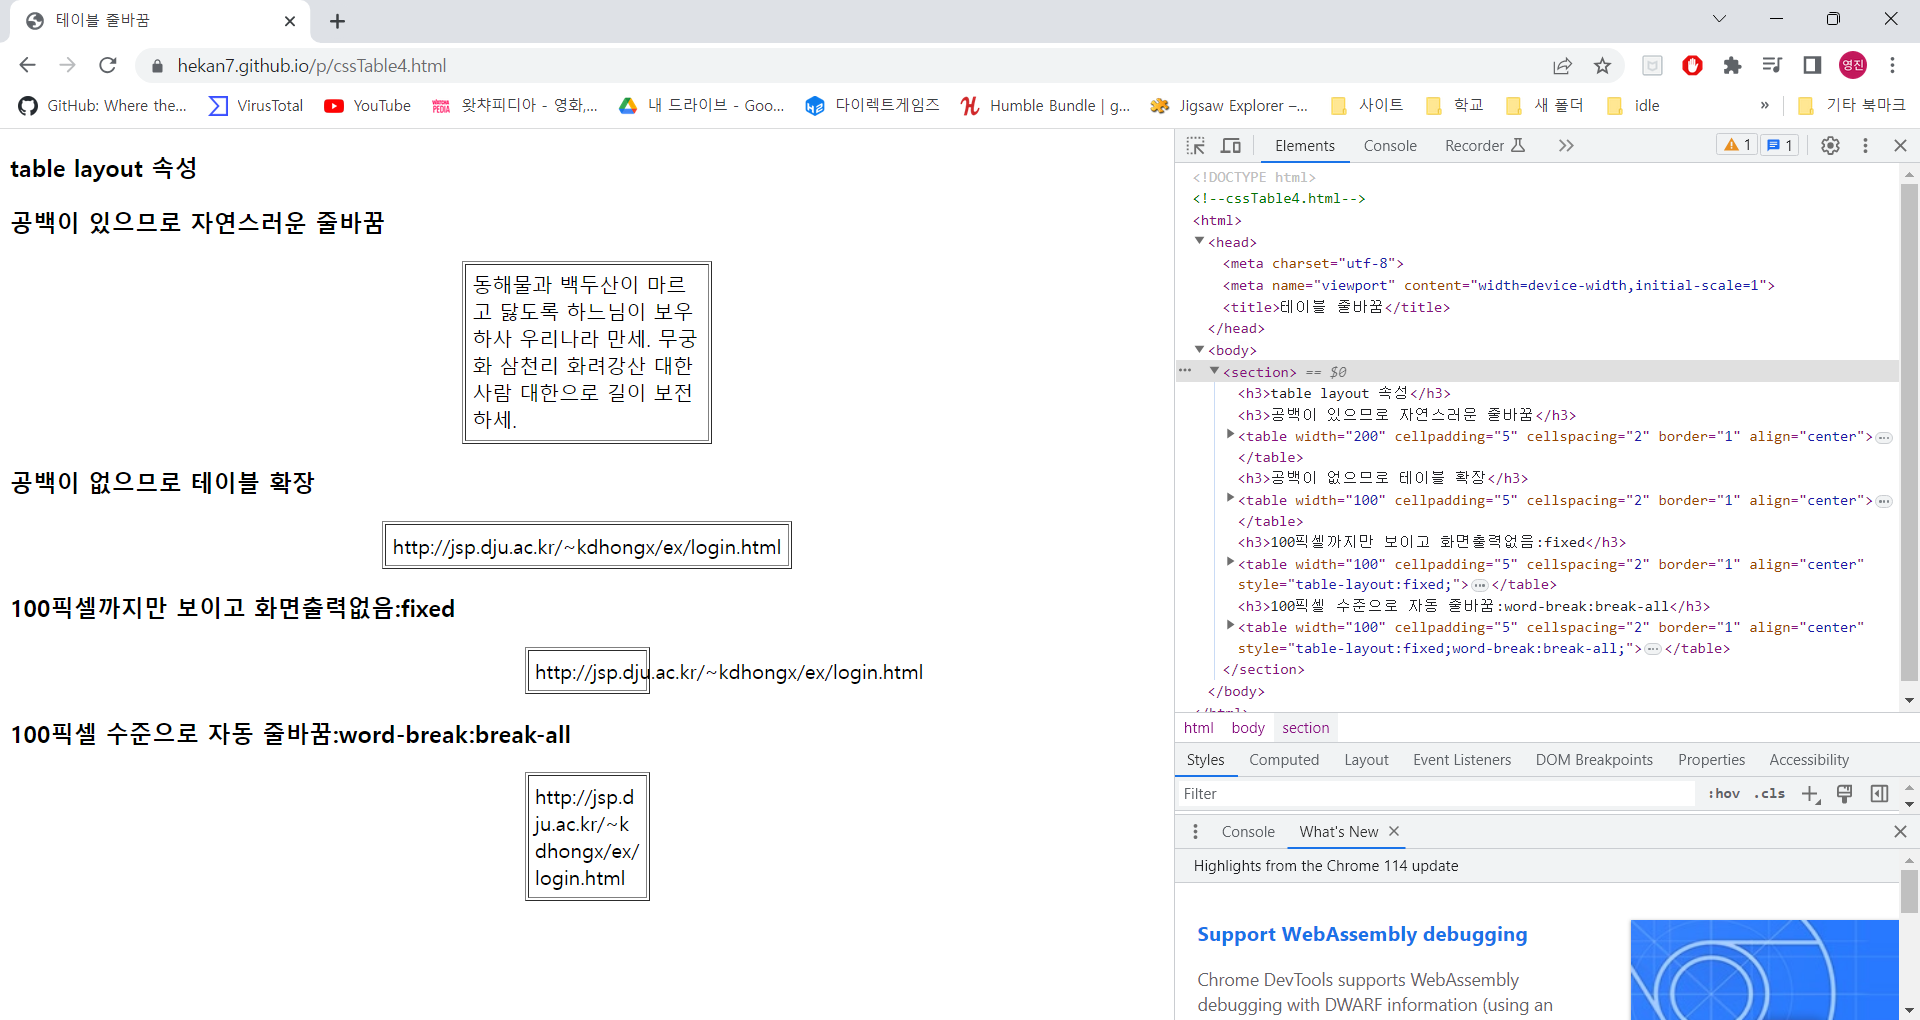 테이블 줄바꿈
hekan7.github.io/p/cssTable4.html
영진
GitHub: Where the...
VirusTotal
YouTube
왓챠피디아 - 영화,...
내 드라이브 - Goo...
다이렉트게임즈
Humble Bundle | g...
Jigsaw Explorer –...
사이트
학교
새 폴더
idle
»
기타 북마크
table layout 속성
공백이 있으므로 자연스러운 줄바꿈
동해물과 백두산이 마르
고 닳도록 하느님이 보우
하사 우리나라 만세. 무궁
화 삼천리 화려강산 대한
사람 대한으로 길이 보전
하세.
공백이 없으므로 테이블 확장
http://jsp.dju.ac.kr/~kdhongx/ex/login.html
100픽셀까지만 보이고 화면출력없음:fixed
http://jsp.dju.ac.kr/~kdhongx/ex/login.html
100픽셀 수준으로 자동 줄바꿈:word-break:break-all
http://jsp.d
ju.ac.kr/~k
dhongx/ex/
login.html
Elements
Console
Recorder
1
1
<!DOCTYPE html>
<!--cssTable4.html-->
<html>
<head>
<meta charset="utf-8">
<meta name="viewport" content="width=device-width,initial-scale=1">
<title>테이블 줄바꿈</title>
</head>
<body>
<section> == $0
<h3>table layout 속성</h3>
<h3>공백이 있으므로 자연스러운 줄바꿈</h3>
<table width="200" cellpadding="5" cellspacing="2" border="1" align="center">
</table>
<h3>공백이 없으므로 테이블 확장</h3>
<table width="100" cellpadding="5" cellspacing="2" border="1" align="center">
</table>
<h3>100픽셀까지만 보이고 화면출력없음:fixed</h3>
<table width="100" cellpadding="5" cellspacing="2" border="1" align="center"
style="table-layout:fixed;"> </table>
<h3>100픽셀 수준으로 자동 줄바꿈:word-break:break-all</h3>
<table width="100" cellpadding="5" cellspacing="2" border="1" align="center"
style="table-layout:fixed;word-break:break-all;"> </table>
</section>
</body>
</html>
html body section
Styles
Computed
Layout
Event Listeners
DOM Breakpoints
Properties
Accessibility
Filter
:hov .cls
Console
What's New
Highlights from the Chrome 114 update
Support WebAssembly debugging
Chrome DevTools supports WebAssembly
debugging with DWARF information (using an